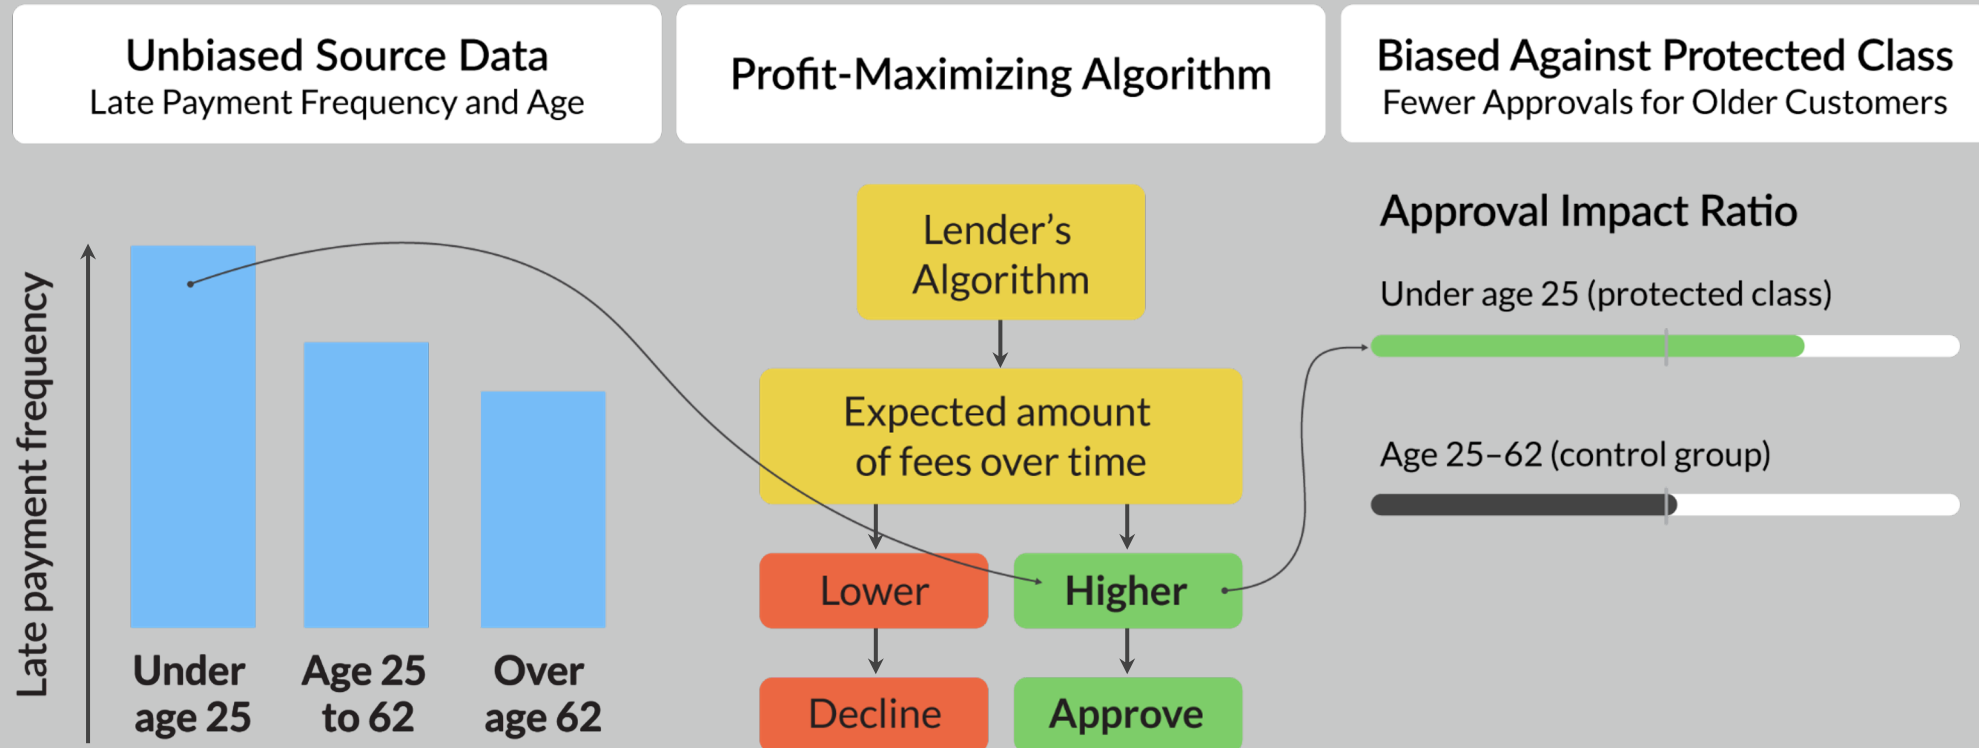 Unbiased Source Data
Late Payment Frequency and Age
Profit-Maximizing Algorithm
Biased Against Protected Class
Fewer Approvals for Older Customers
Late payment frequency
Under
age 25
Age 25
to 62
Over
age 62
Lender's
Algorithm
Expected amount
of fees over time
Lower
Higher
Decline
Approve
Approval Impact Ratio
Under age 25 (protected class)
Age 25–62 (control group)